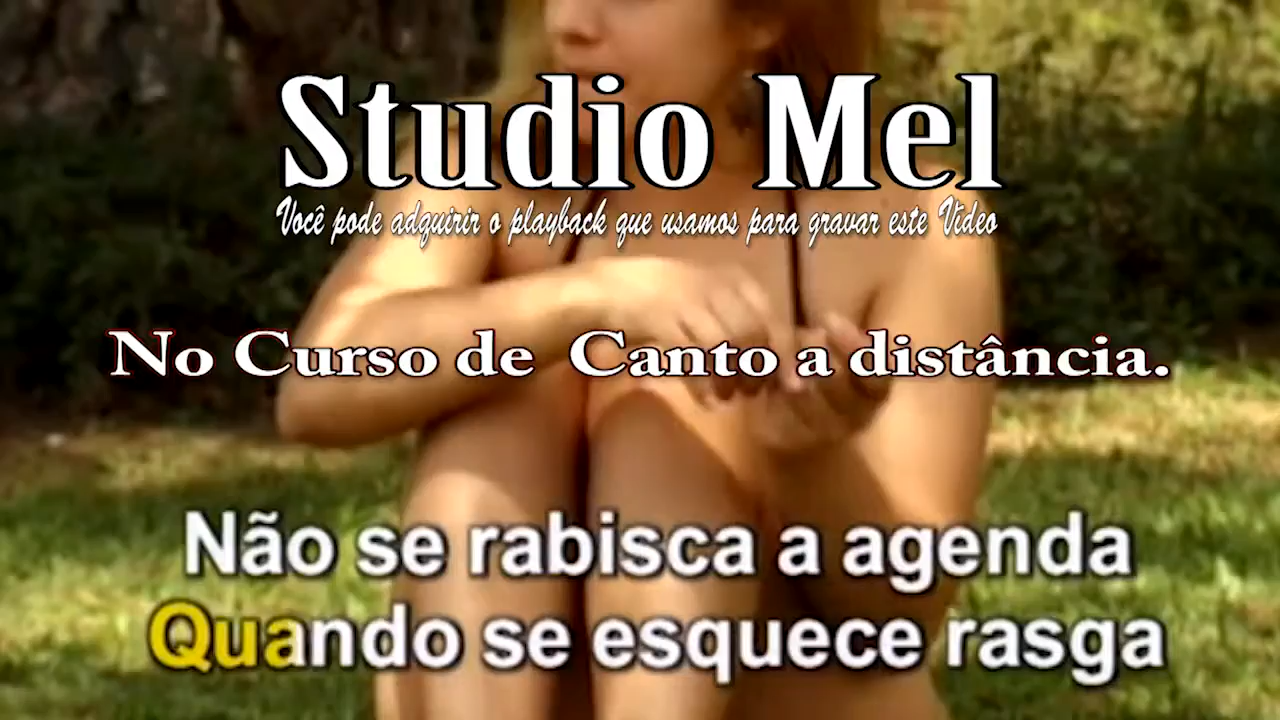 Studio Mel
Você pode adquirir o playback que usamos para gravar este Video
No Curso de Canto a distância.
Não se rabisca a agenda
Quando se esquece rasga